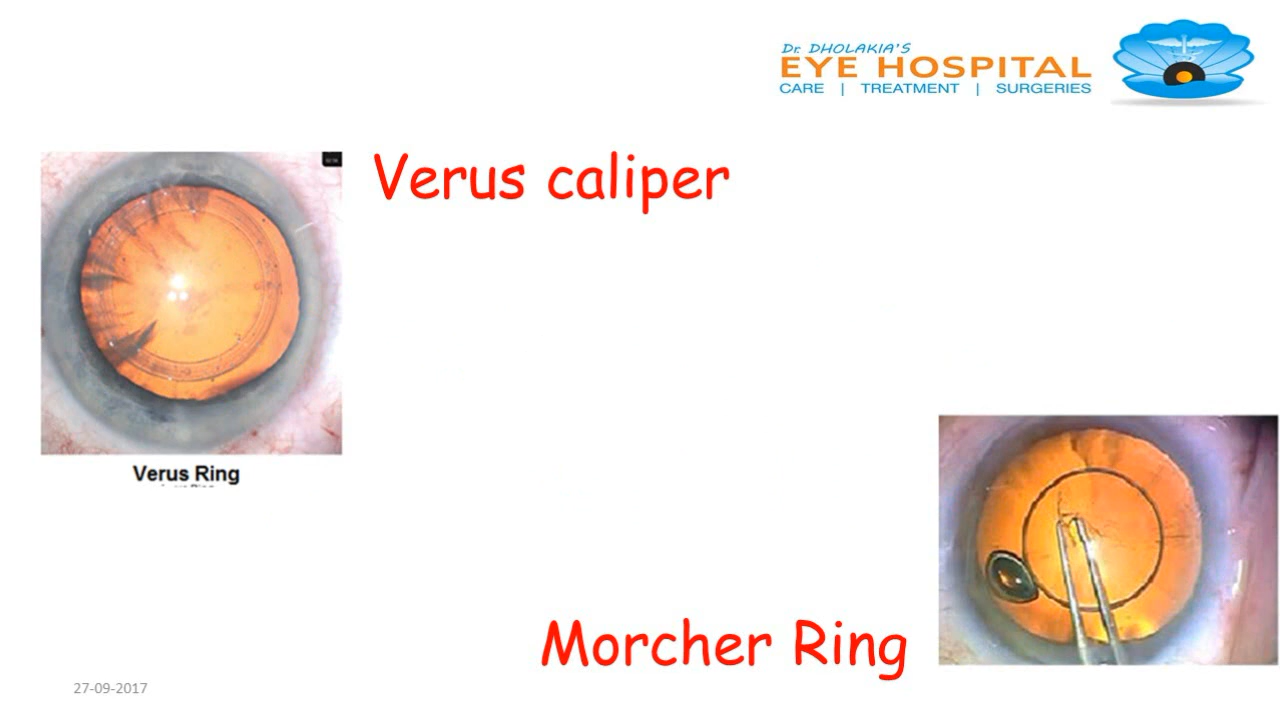 Dr. DHOLAKIA'S
EYE HOSPITAL
CARE | TREATMENT | SURGERIES
Verus caliper
Verus Ring
Morcher Ring
27-09-2017